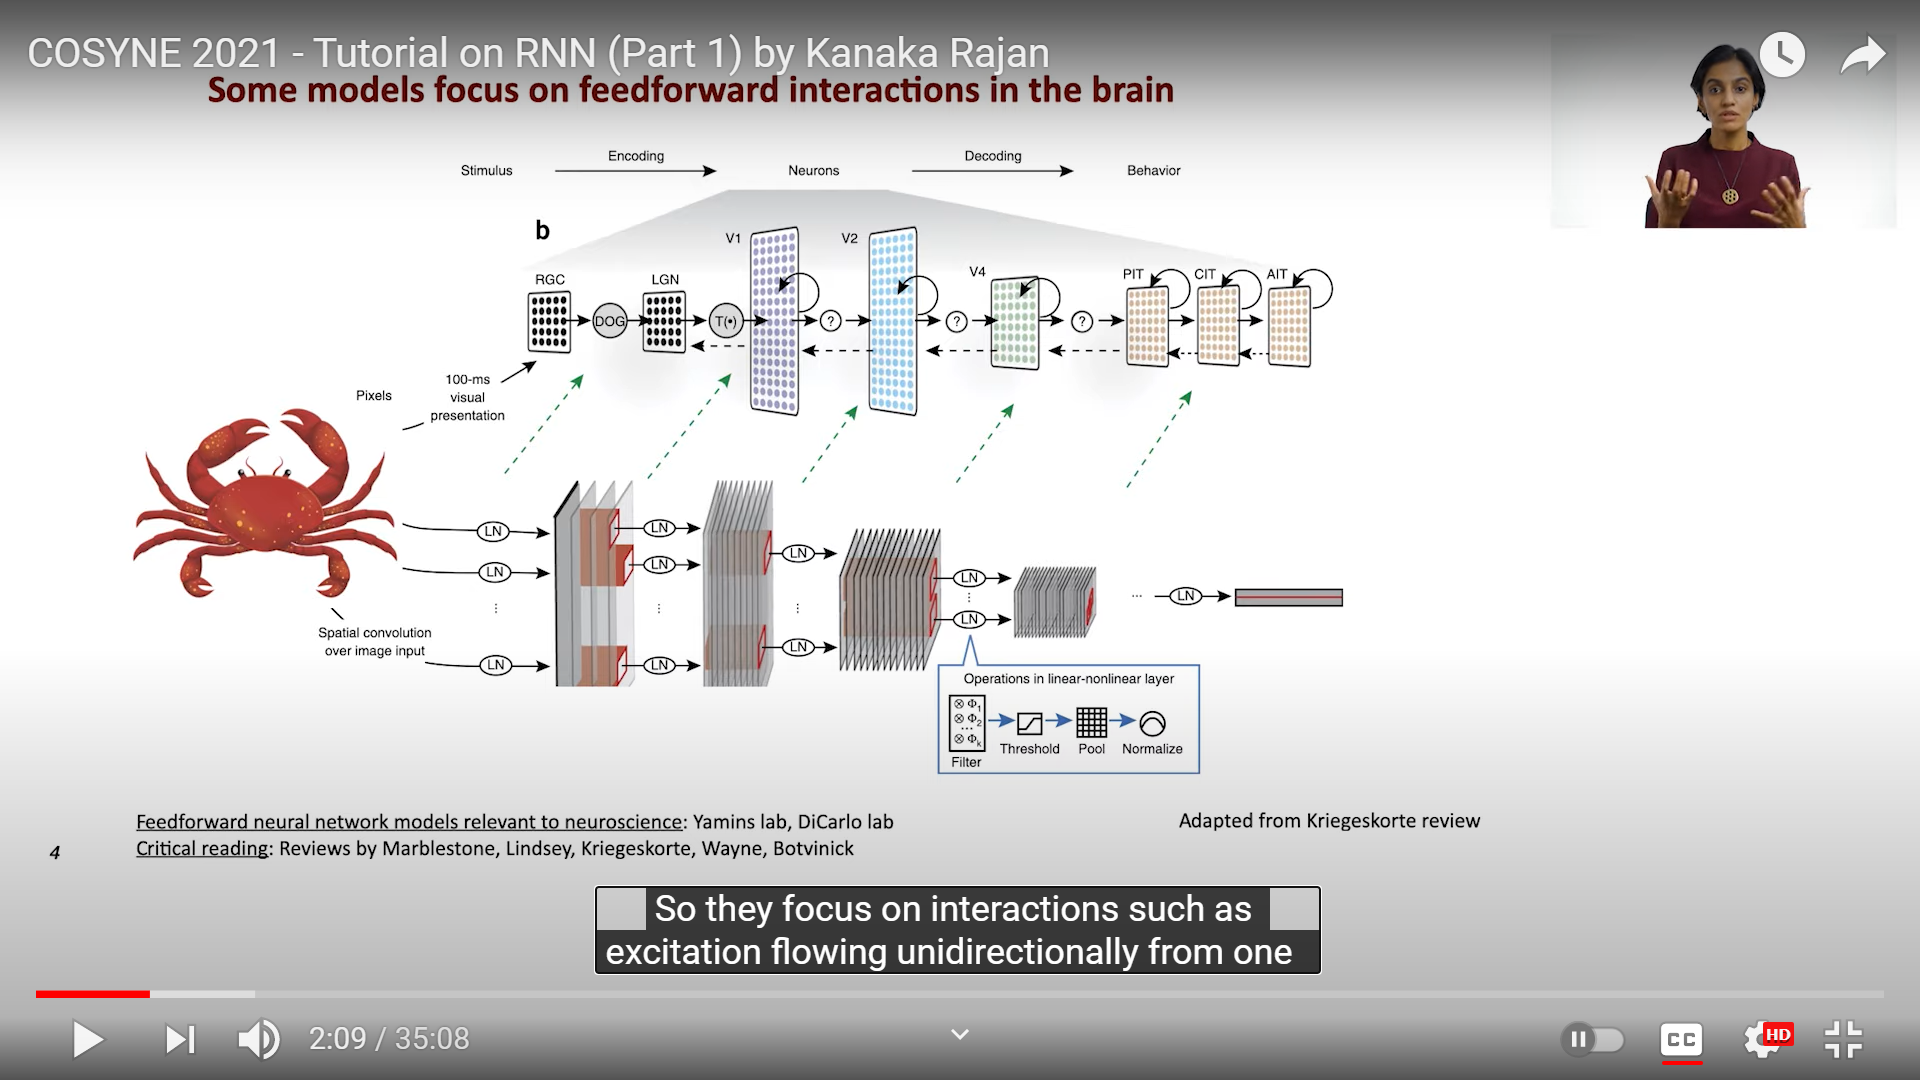 COSYNE 2021 - Tutorial on RNN (Part 1) by Kanaka Rajan
Some models focus on feedforward interactions in the brain
Stimulus
Encoding
Neurons
Decoding
Behavior
b
RGC
DOG
LGN
T(•)
V1
?
V2
?
V4
?
PIT
CIT
AIT
Pixels
100-ms
visual
presentation
LN
LN
LN
LN
LN
LN
LN
LN
LN
LN
...
LN
Spatial convolution
over image input
Operations in linear-nonlinear layer
⊗ Φ1
⊗ Φ2
...
⊗ Φk
Filter
Threshold
Pool
Normalize
Feedforward neural network models relevant to neuroscience: Yamins lab, DiCarlo lab
Adapted from Kriegeskorte review
Critical reading: Reviews by Marblestone, Lindsey, Kriegeskorte, Wayne, Botvinick
4
So they focus on interactions such as
excitation flowing unidirectionally from one
2:09 / 35:08
CC
HD